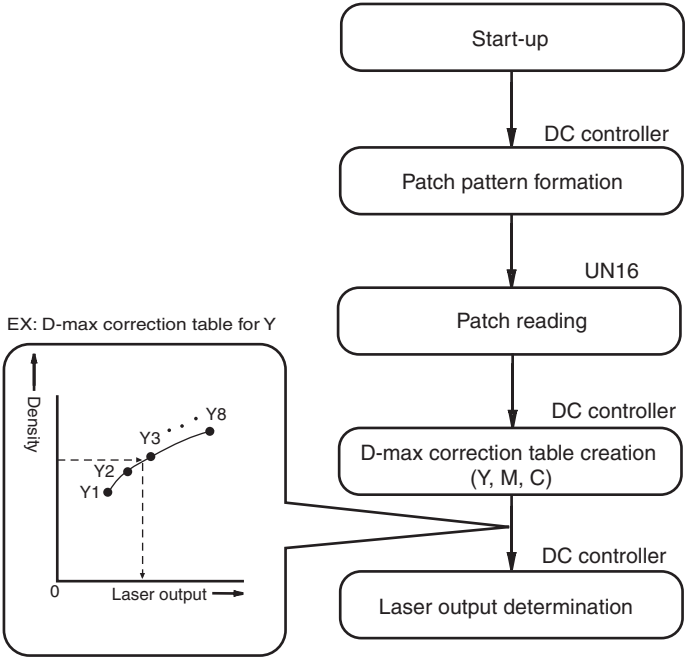 Start-up
DC controller
Patch pattern formation
UN16
Patch reading
DC controller
D-max correction table creation
(Y, M, C)
DC controller
Laser output determination
EX: D-max correction table for Y
Density
Y1
Y2
Y3
Y8
0
Laser output